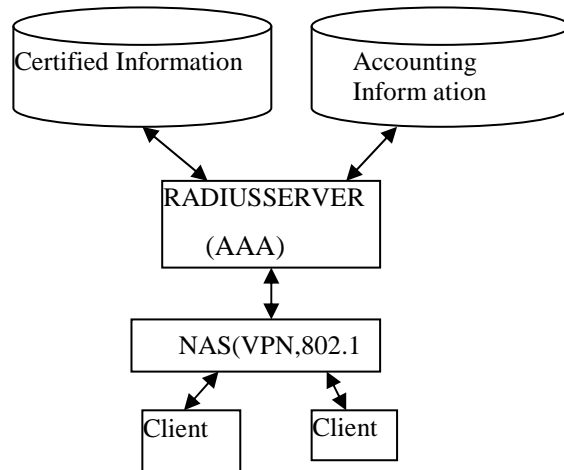 Certified Information
Accounting
Inform ation
RADIUSSERVER
(AAA)
NAS(VPN,802.1
Client
Client